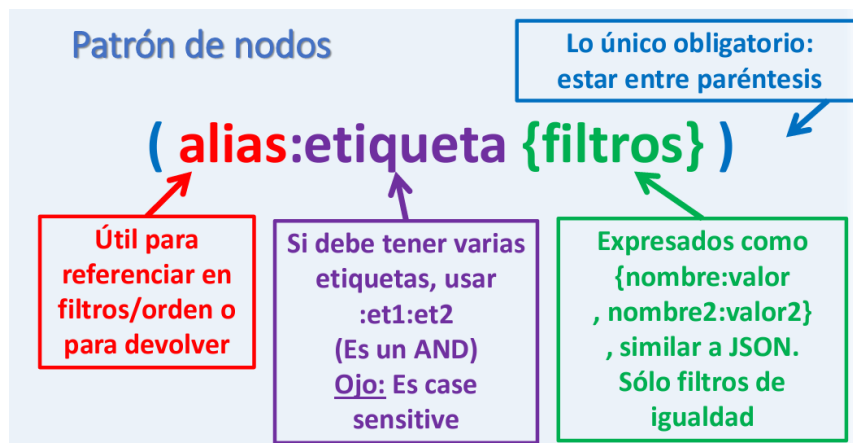 Patrón de nodos
Lo único obligatorio:
estar entre paréntesis
( alias:etiqueta {filtros} )
Útil para
referenciar en
filtros/orden o
para devolver
Si debe tener varias
etiquetas, usar
:et1:et2
(Es un AND)
Ojo: Es case
sensitive
Expresados como
{nombre:valor
, nombre2:valor2}
, similar a JSON.
Sólo filtros de
igualdad